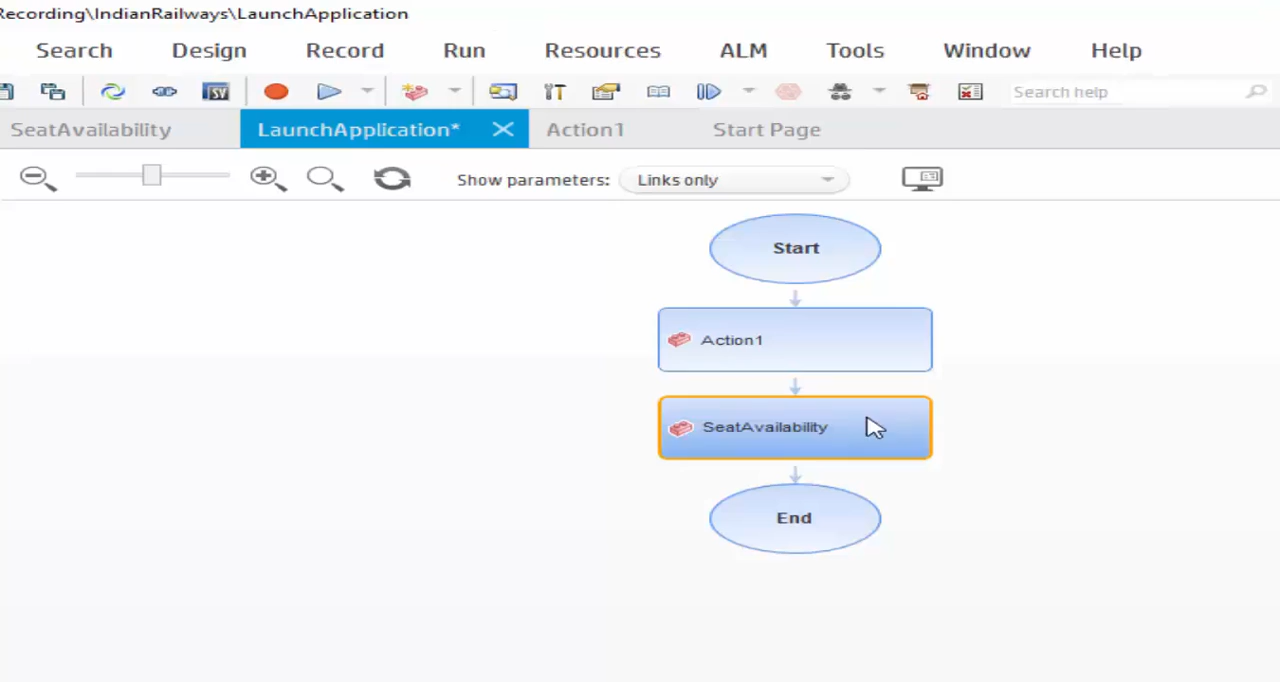 Recording\IndianRailways\LaunchApplication
Search Design Record Run Resources ALM Tools Window Help
SV Search help
SeatAvailability LaunchApplication* Action1 Start Page
Show parameters: Links only
Start
Action1
SeatAvailability
End